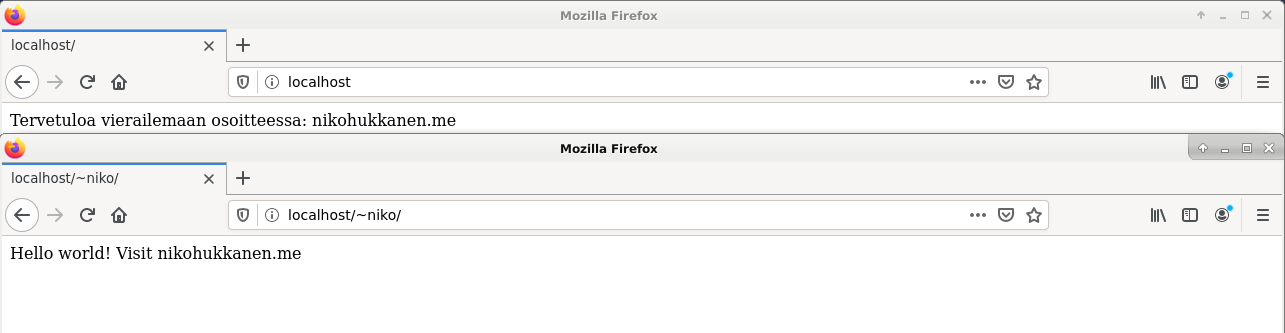 Mozilla Firefox
localhost/
localhost
Tervetuloa vierailemaan osoitteessa: nikohukkanen.me
Mozilla Firefox
localhost/~niko/
localhost/~niko/
Hello world! Visit nikohukkanen.me